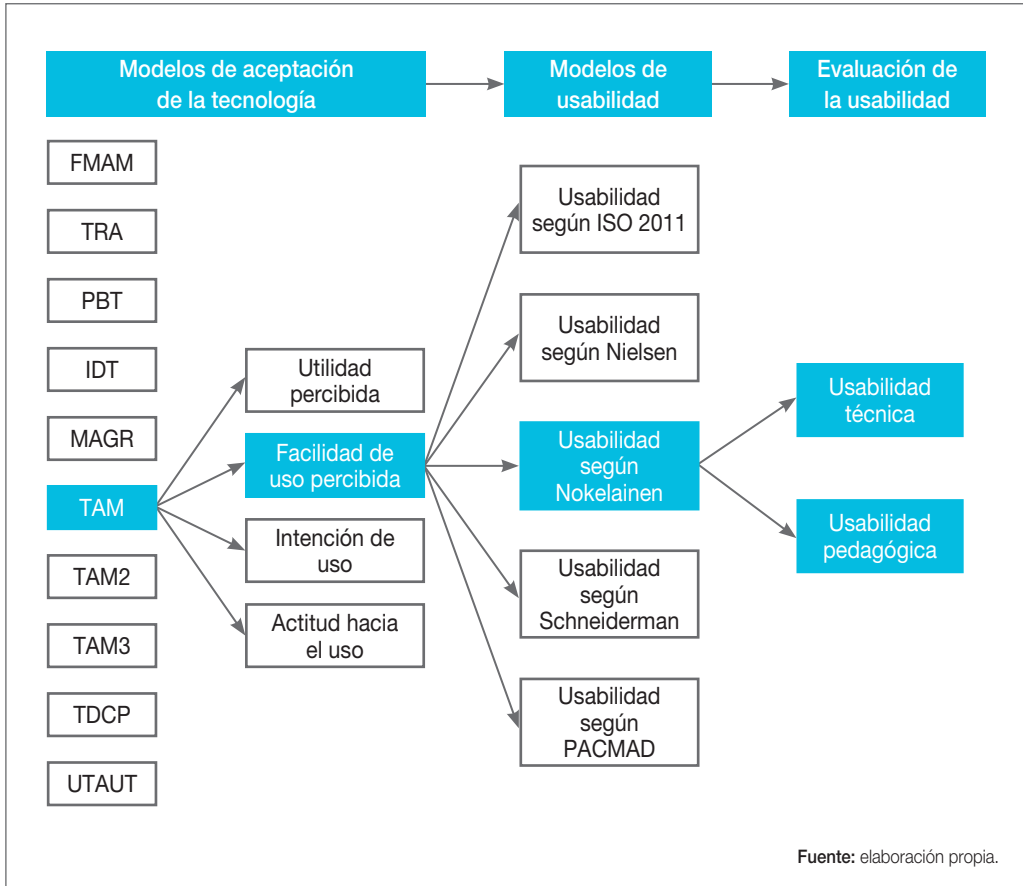 Modelos de aceptación
de la tecnología
Modelos de
usabilidad
Evaluación de
la usabilidad
FMAM
TRA
PBT
IDT
MAGR
TAM
TAM2
TAM3
TDCP
UTAUT
Utilidad
percibida
Facilidad de
uso percibida
Intención de
uso
Actitud hacia
el uso
Usabilidad
según ISO 2011
Usabilidad
según Nielsen
Usabilidad
según
Nokelainen
Usabilidad
según
Schneiderman
Usabilidad
según
PACMAD
Usabilidad
técnica
Usabilidad
pedagógica
Fuente: elaboración propia.